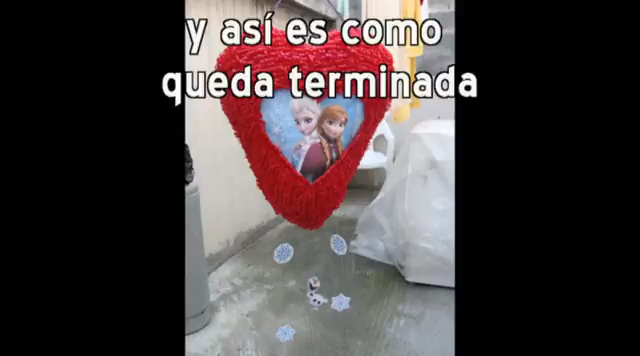 y así es como
queda terminada